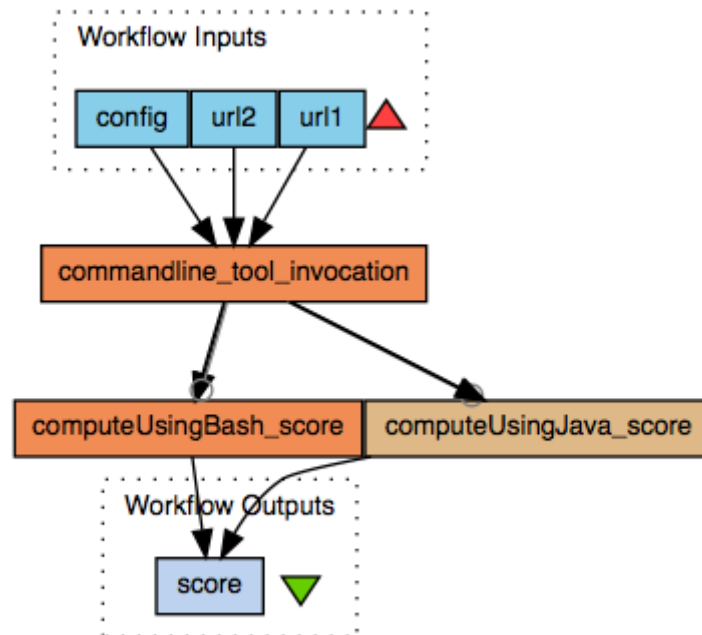 Workflow Inputs
config url2 url1
commandline_tool_invocation
computeUsingBash_score computeUsingJava_score
Workflow Outputs
score